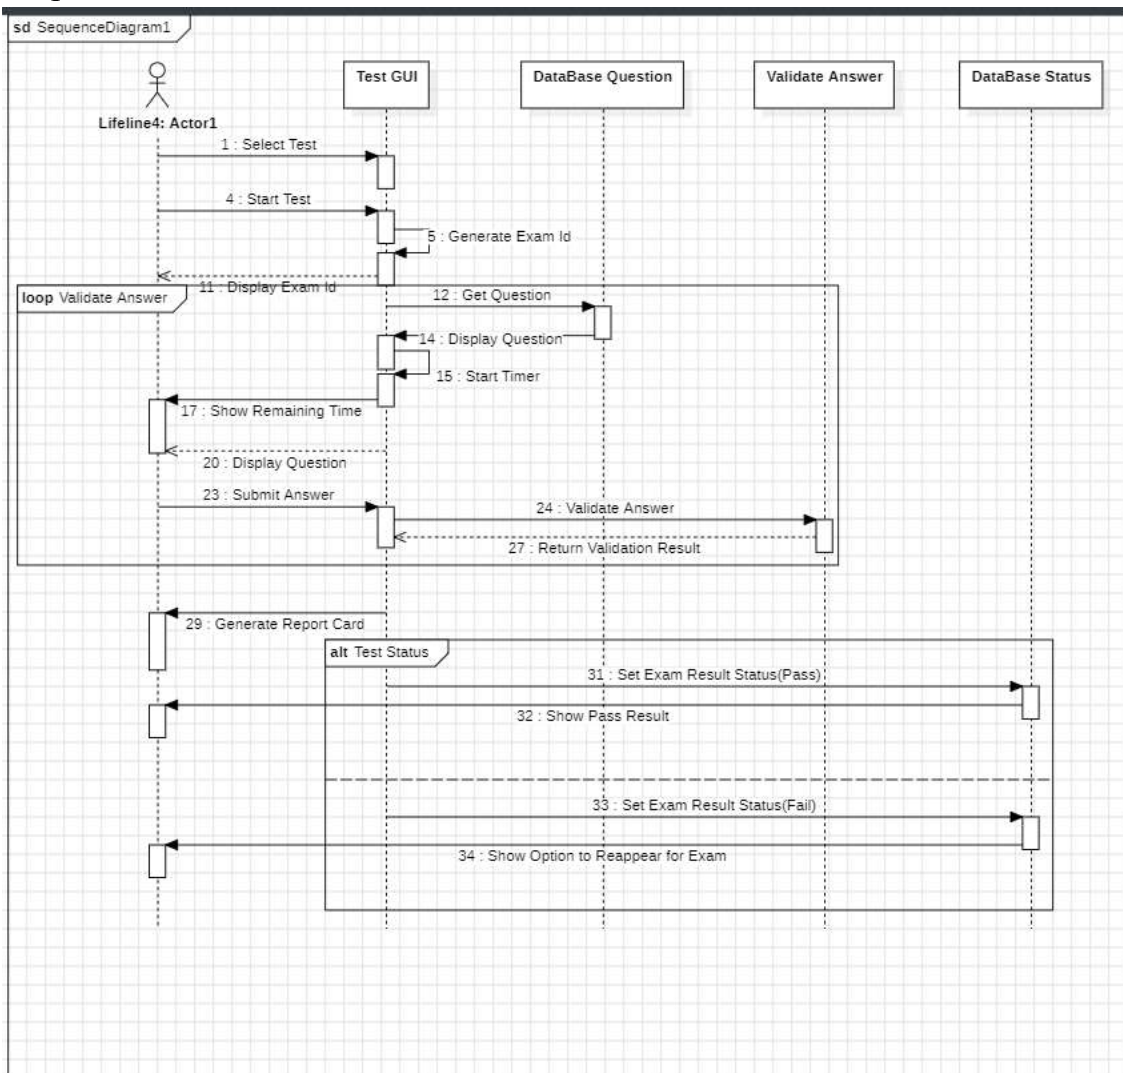 sd SequenceDiagram1
Test GUI
DataBase Question
Validate Answer
DataBase Status
Lifeline4: Actor1
1 : Select Test
4 : Start Test
5 : Generate Exam Id
11 : Display Exam Id
loop Validate Answer
12 : Get Question
14 : Display Question
15 : Start Timer
17 : Show Remaining Time
20 : Display Question
23 : Submit Answer
24 : Validate Answer
27 : Return Validation Result
29 : Generate Report Card
alt Test Status
31 : Set Exam Result Status(Pass)
32 : Show Pass Result
33 : Set Exam Result Status(Fail)
34 : Show Option to Reappear for Exam